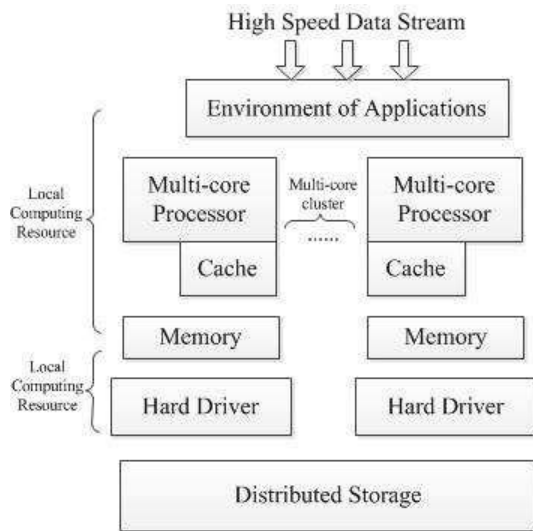 High Speed Data Stream
Environment of Applications
Local
Computing
Resource
Multi-core
Processor
Multi-core
cluster
......
Multi-core
Processor
Cache
Cache
Memory
Memory
Local
Computing
Resource
Hard Driver
Hard Driver
Distributed Storage